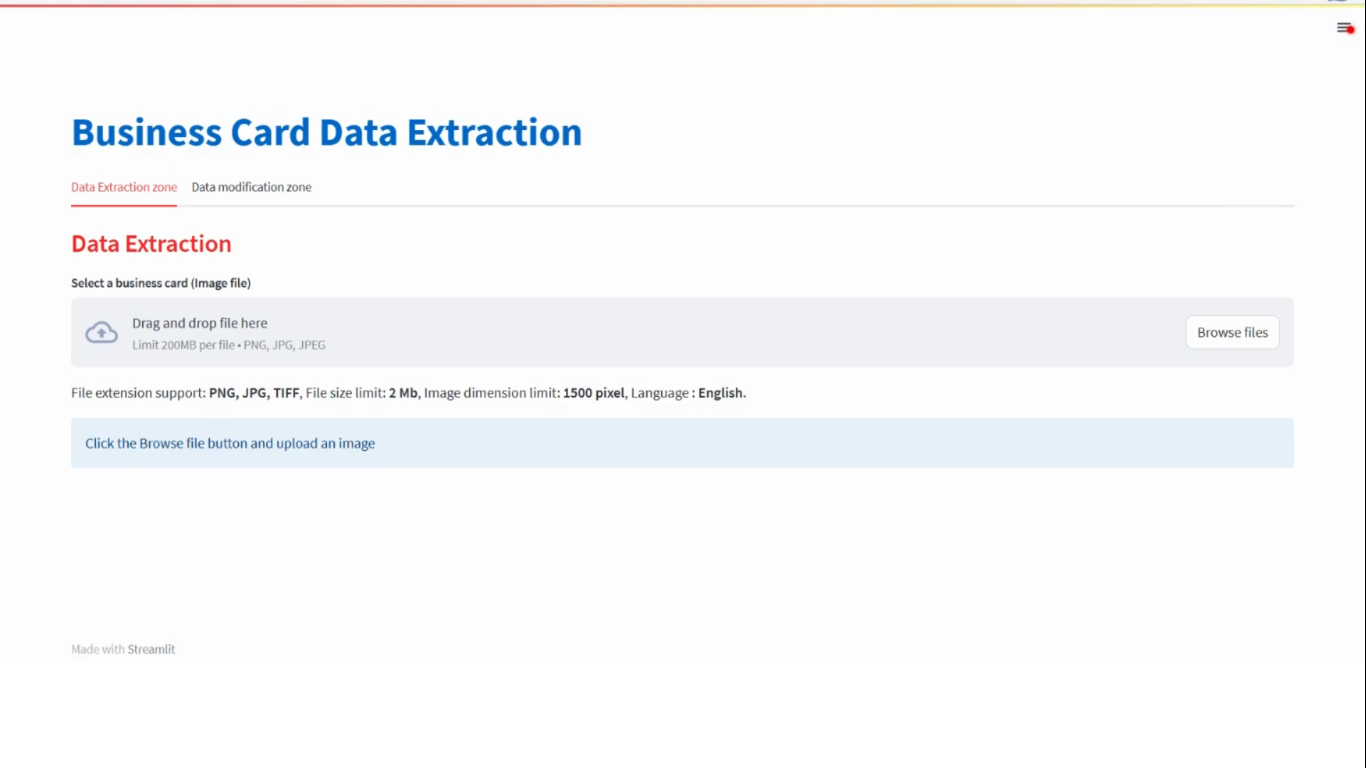 Business Card Data Extraction
Data Extraction zone Data modification zone
Data Extraction
Select a business card (Image file)
Drag and drop file here
Limit 200MB per file • PNG, JPG, JPEG
Browse files
File extension support: PNG, JPG, TIFF, File size limit: 2 Mb, Image dimension limit: 1500 pixel, Language : English.
Click the Browse file button and upload an image
Made with Streamlit